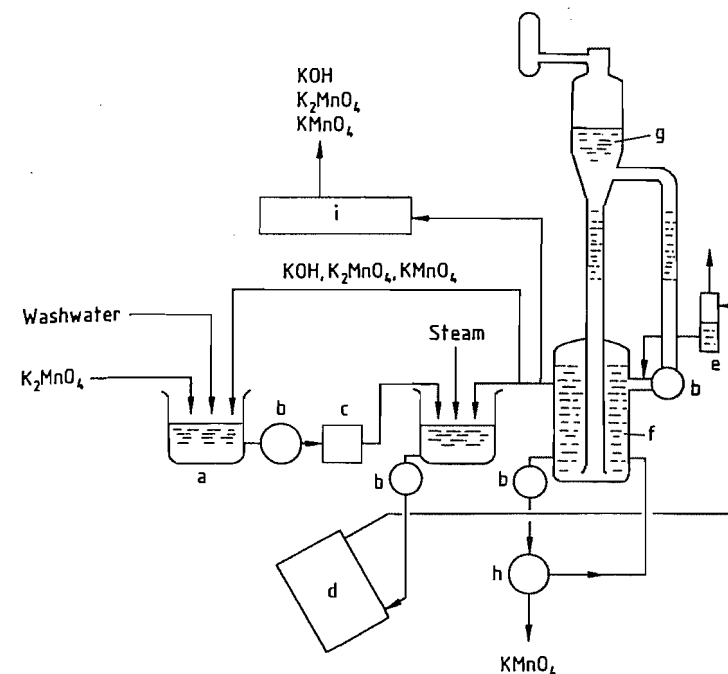 KOH
K₂MnO₄
KMnO₄
g
i
KOH, K₂MnO₄, KMnO₄
Washwater
Steam
K₂MnO₄
e
b
c
b
f
a
b
b
d
h
KMnO₄